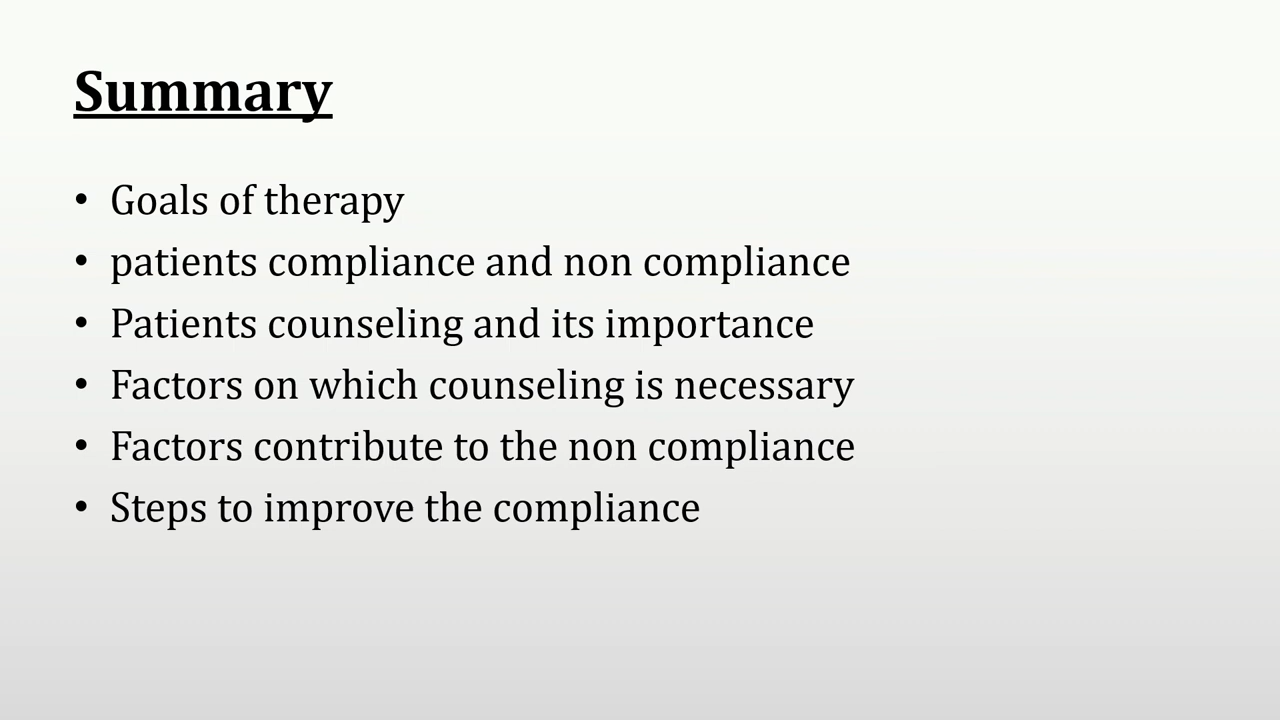 Summary
• Goals of therapy
• patients compliance and non compliance
• Patients counseling and its importance
• Factors on which counseling is necessary
• Factors contribute to the non compliance
• Steps to improve the compliance